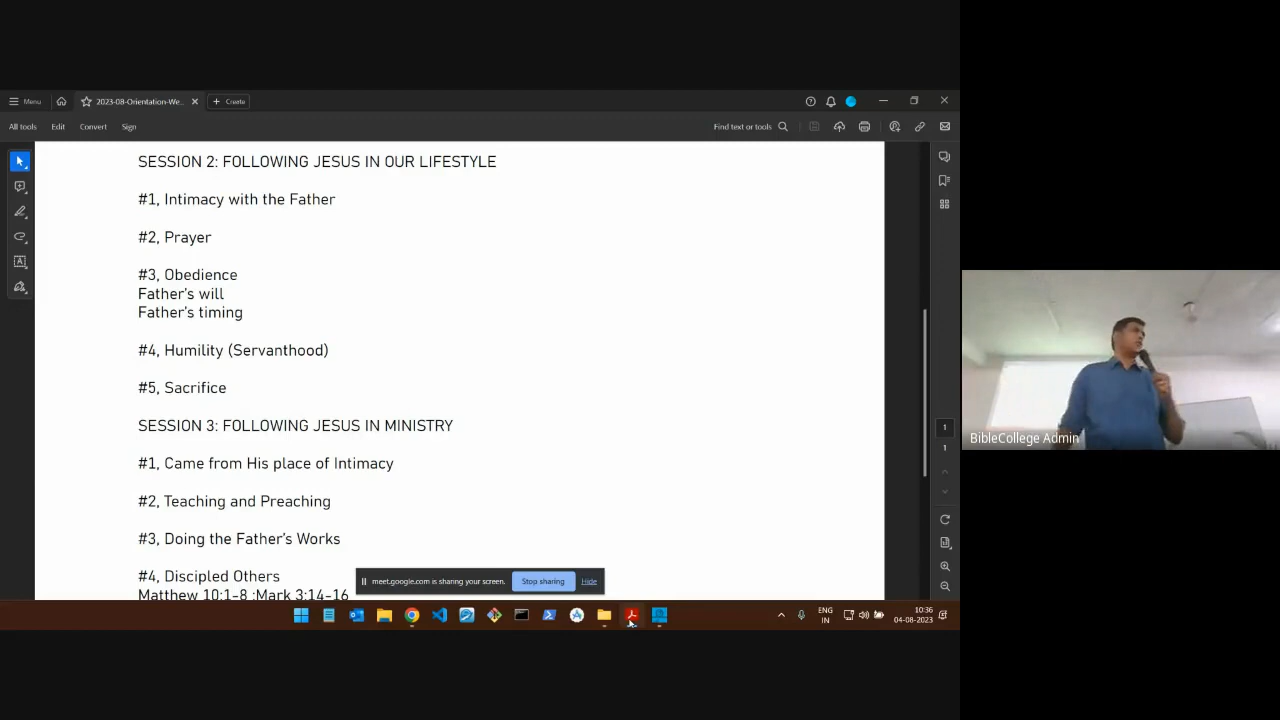 Menu
2023-08-Orientation-We...
Create
All tools
Edit
Convert
Sign
Find text or tools
SESSION 2: FOLLOWING JESUS IN OUR LIFESTYLE
#1, Intimacy with the Father
#2, Prayer
#3, Obedience
Father's will
Father's timing
#4, Humility (Servanthood)
#5, Sacrifice
SESSION 3: FOLLOWING JESUS IN MINISTRY
#1, Came from His place of Intimacy
#2, Teaching and Preaching
#3, Doing the Father's Works
#4, Discipled Others
Matthew 10:1-8 ;Mark 3:14-16
1
1
meet.google.com is sharing your screen.
Stop sharing
Hide
ENG
IN
10:36
04-08-2023
BibleCollege Admin